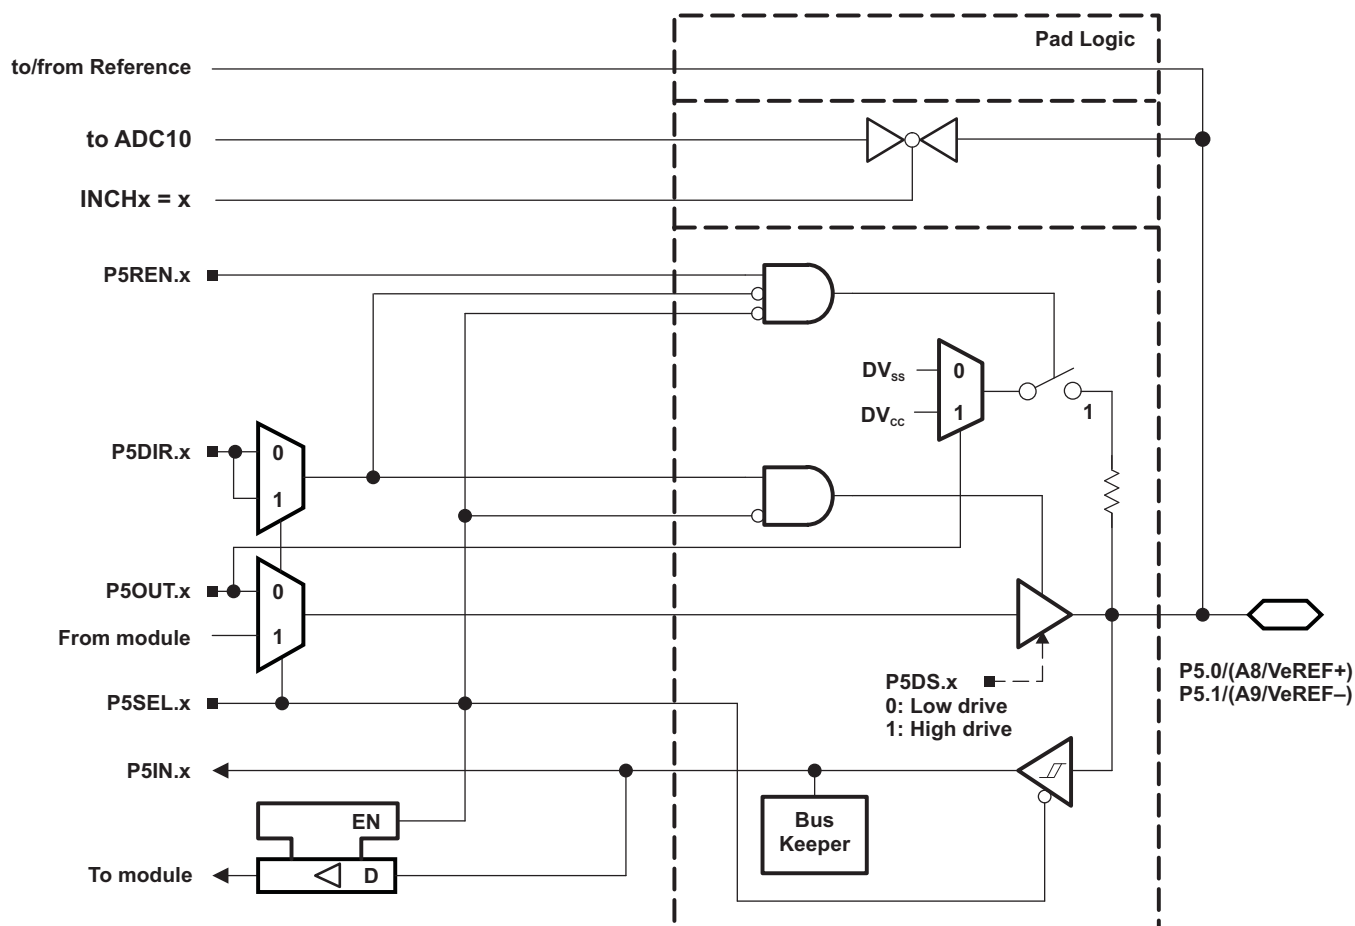 Pad Logic
to/from Reference
to ADC10
INCHx = x
P5REN.x
DVSS
0
DVCC
1
1
P5DIR.x
0
1
P5OUT.x
0
From module
1
P5DS.x
0: Low drive
1: High drive
P5.0/(A8/VeREF+)
P5.1/(A9/VeREF–)
P5SEL.x
P5IN.x
Bus
Keeper
EN
To module
D